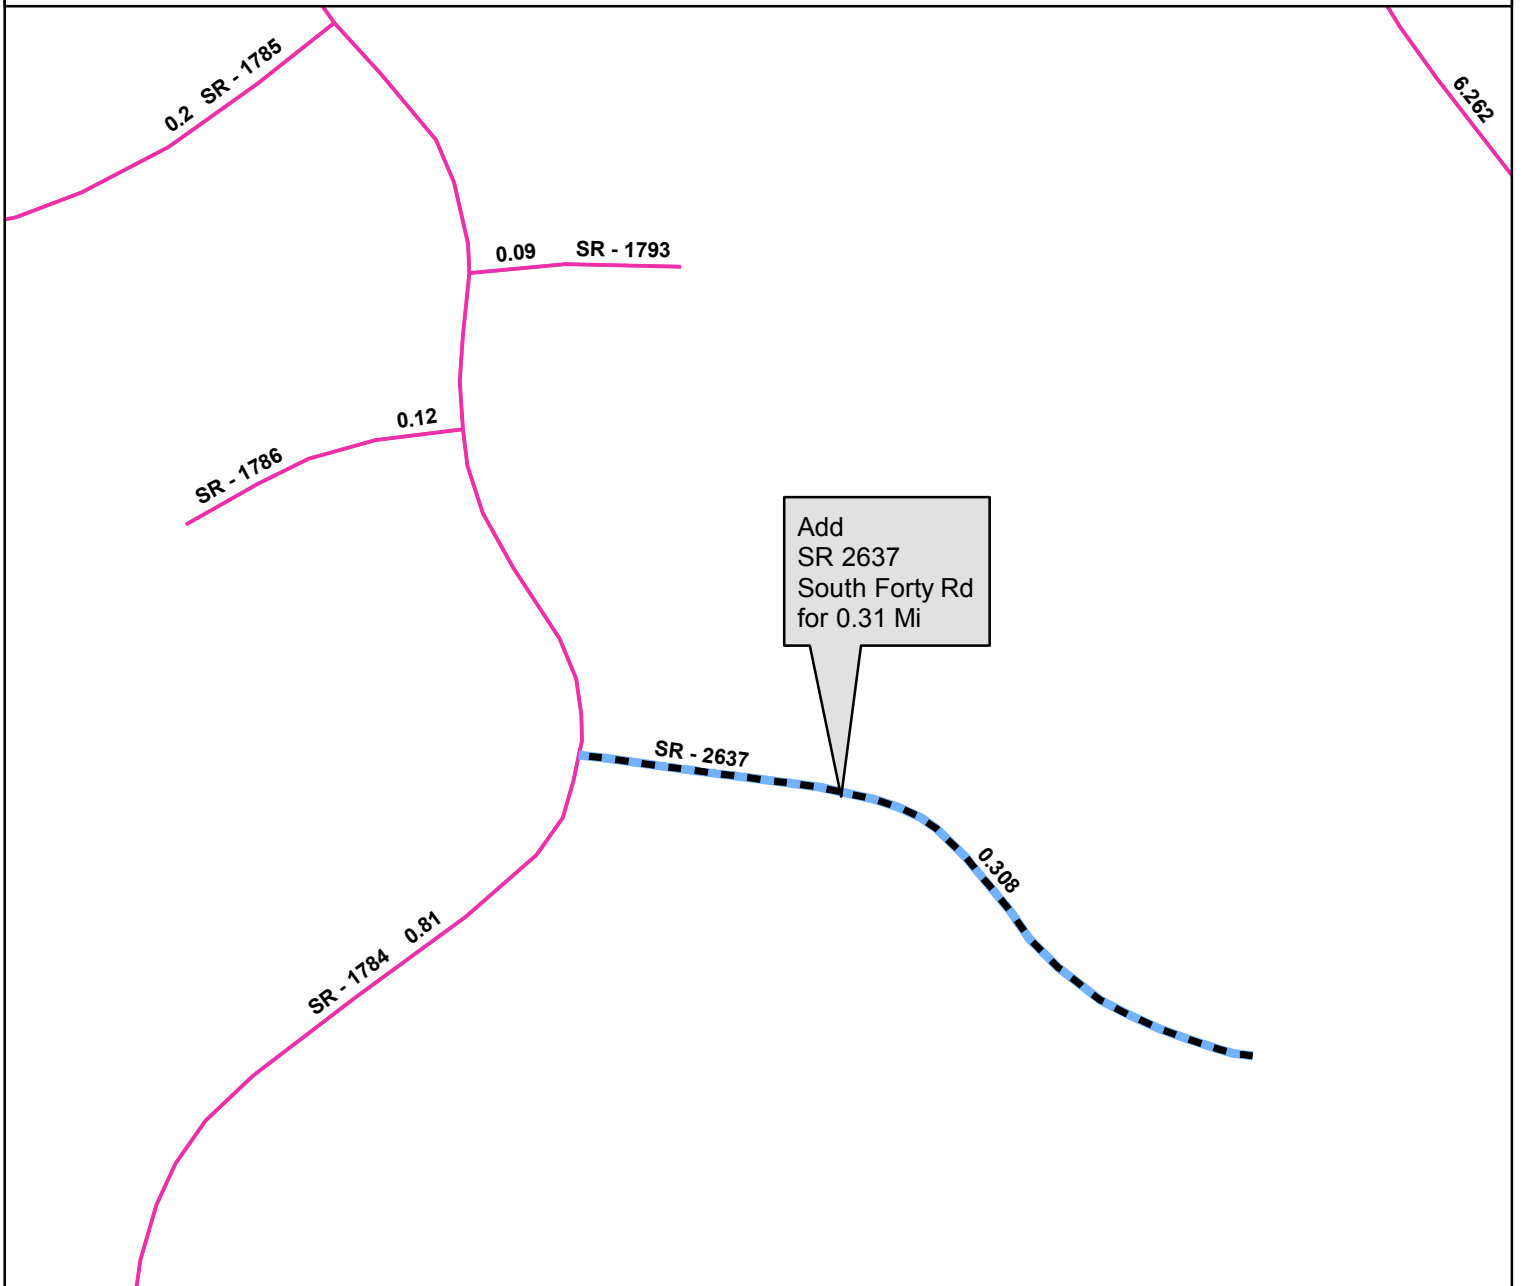 SR - 1785
0.2
6.262
0.09
SR - 1793
0.12
SR - 1786
Add
SR 2637
South Forty Rd
for 0.31 Mi
SR - 2637
0.308
0.81
SR - 1784